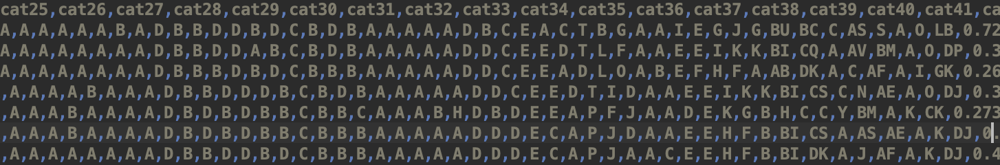 cat25,cat26,cat27,cat28,cat29,cat30,cat31,cat32,cat33,cat34,cat35,cat36,cat37,cat38,cat39,cat40,cat41,ca
A,A,A,A,A,A,B,A,D,B,B,D,D,B,D,C,B,D,B,A,A,A,A,A,D,B,C,E,A,C,T,B,G,A,A,I,E,G,J,G,BU,BC,C,AS,S,A,O,LB,0.72
A,A,A,A,A,A,A,A,D,B,B,D,D,A,B,C,B,D,B,A,A,A,A,A,D,D,C,E,E,D,T,L,F,A,A,E,E,I,K,K,BI,CQ,A,AV,BM,A,O,DP,0.3
A,A,A,A,A,A,A,A,D,B,B,B,D,B,D,C,B,B,B,A,A,A,A,A,D,D,C,E,E,A,D,L,O,A,B,E,F,H,F,A,AB,DK,A,C,AF,A,I,GK,0.26
,A,A,A,A,B,A,A,A,D,B,B,D,D,D,B,C,B,D,B,A,A,A,A,A,D,D,C,E,E,D,T,I,D,A,A,E,E,I,K,K,BI,CS,C,N,AE,A,O,DJ,0.3
,A,A,A,B,A,A,A,A,D,B,B,D,B,D,B,C,B,B,C,A,A,A,B,H,D,B,D,E,E,A,P,F,J,A,A,D,E,K,G,B,H,C,C,Y,BM,A,K,CK,0.273
,A,A,A,B,A,A,A,A,D,B,B,D,B,D,B,C,B,B,B,A,A,A,A,A,D,D,D,E,C,A,P,J,D,A,A,E,E,H,F,B,BI,CS,A,AS,AE,A,K,DJ,0.
,A,A,A,A,A,A,A,A,D,B,B,D,D,B,D,C,B,D,B,A,A,A,A,A,D,D,D,E,C,A,P,J,A,A,C,E,E,H,F,B,BI,DK,A,J,AF,A,K,DJ,0.